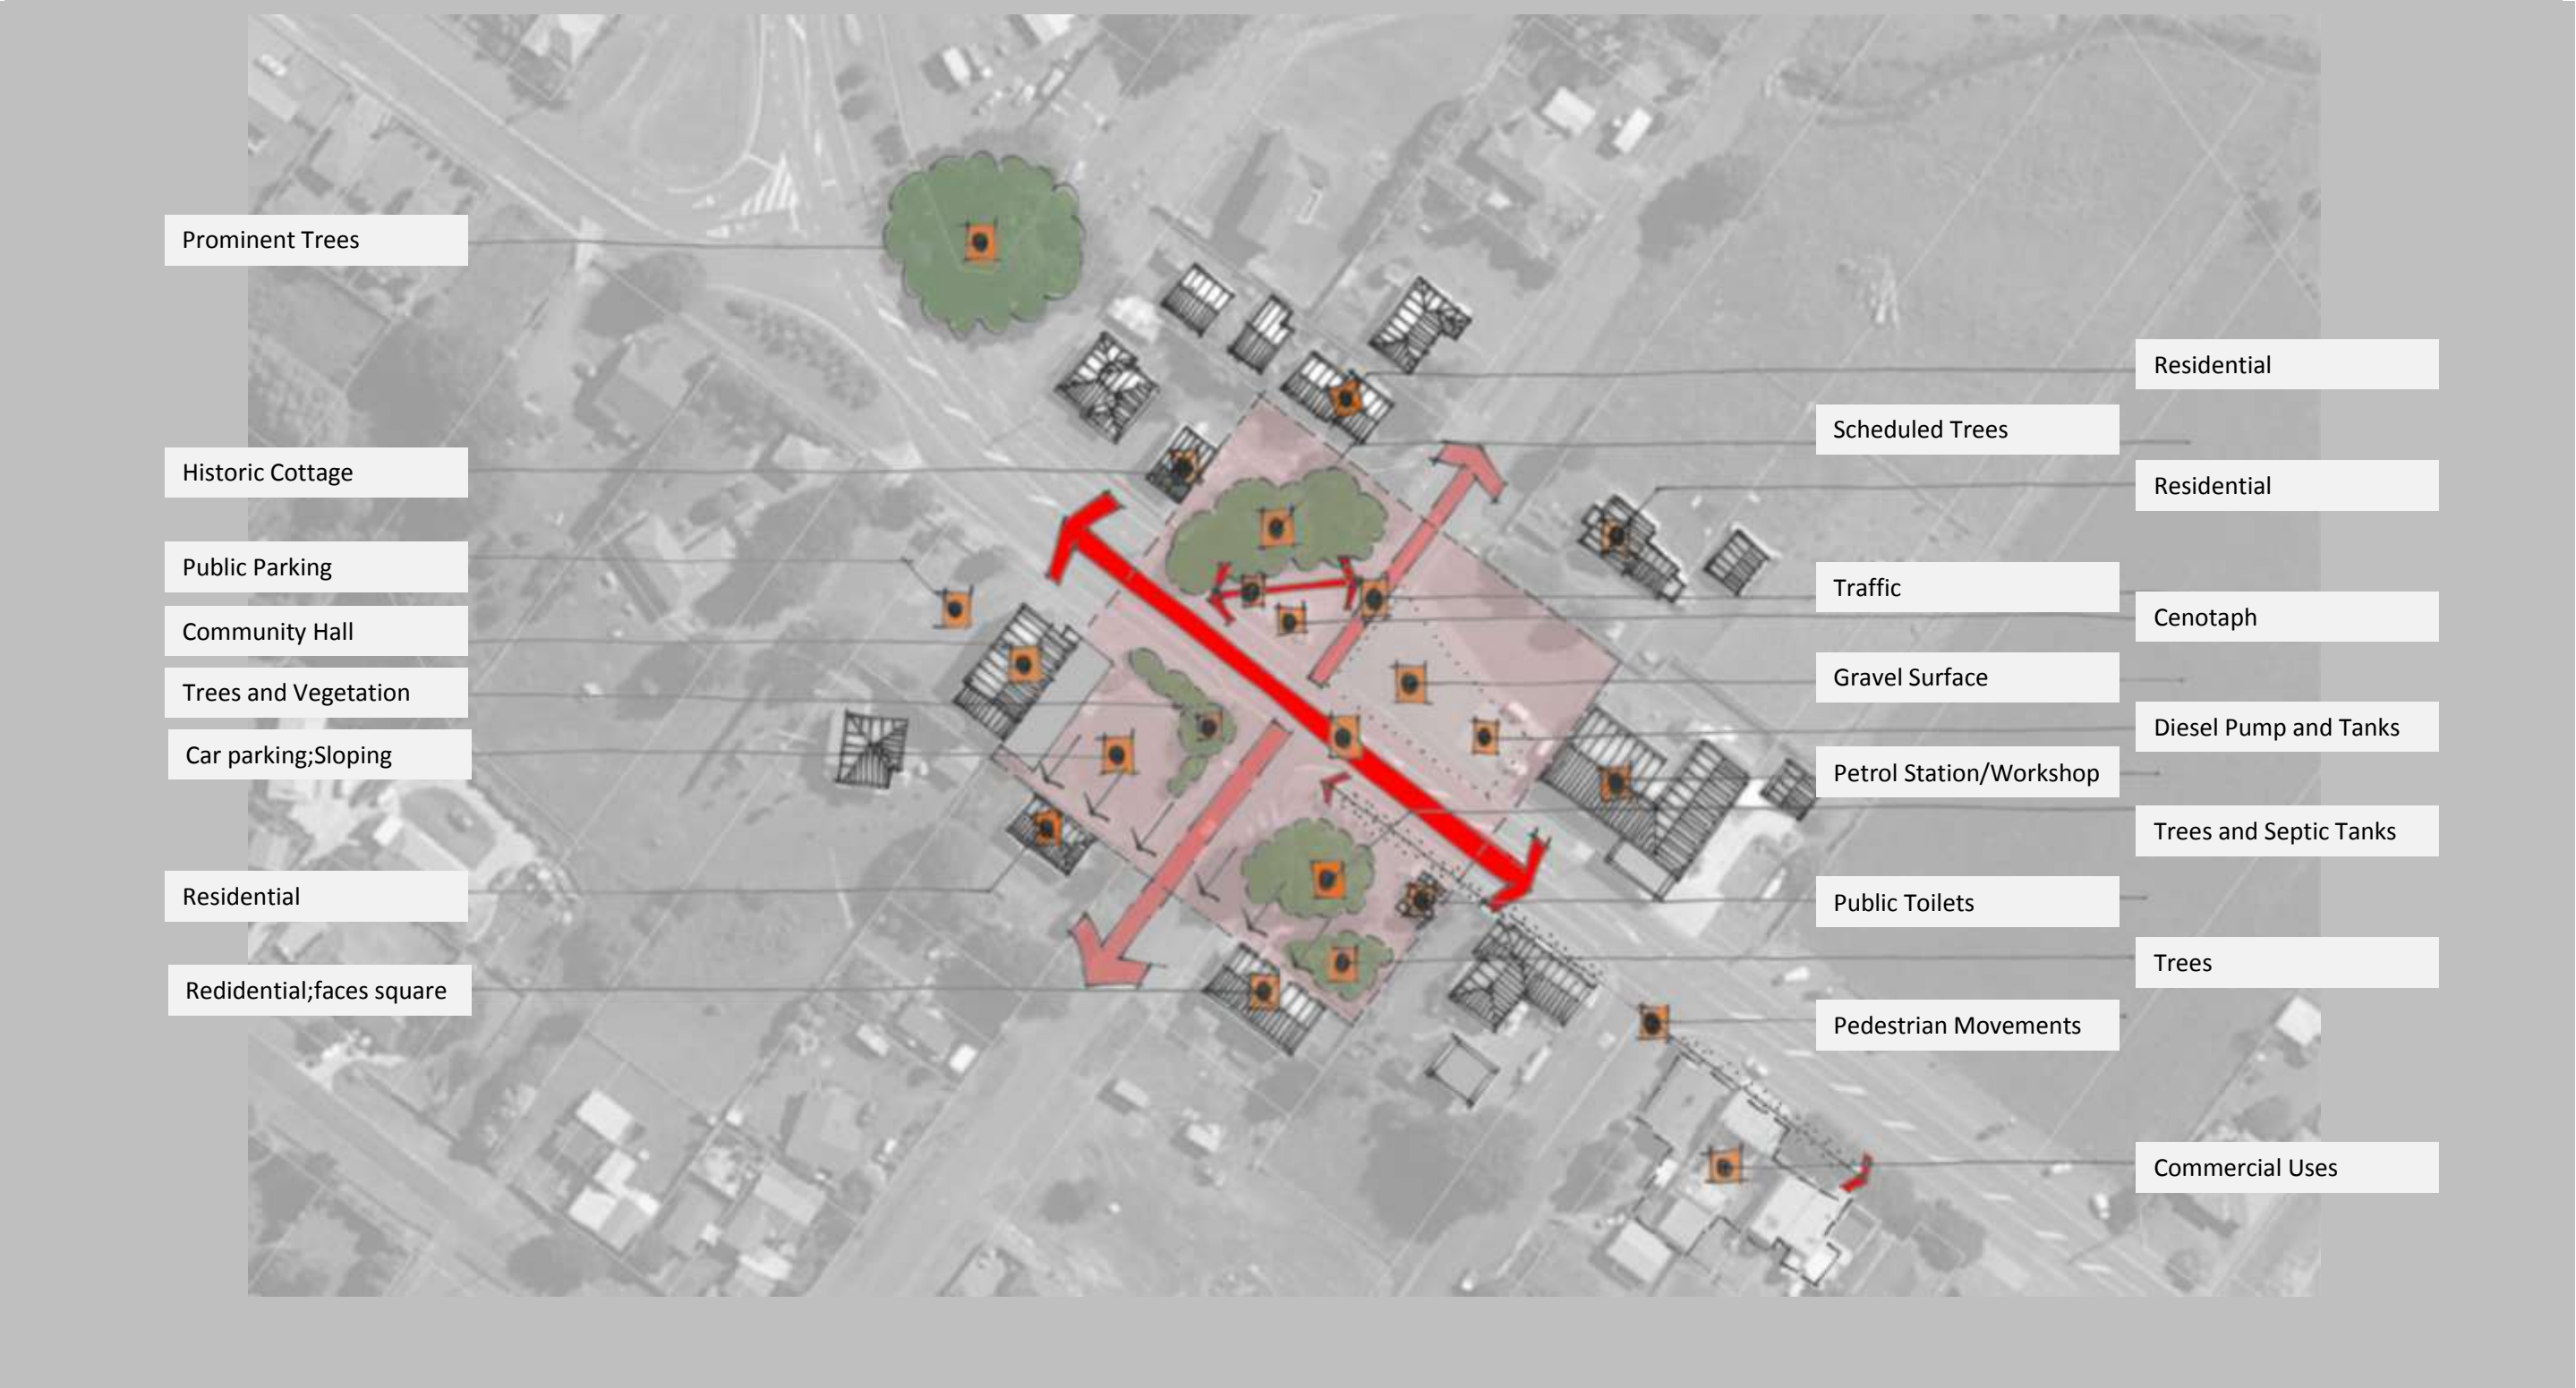 Prominent Trees
Historic Cottage
Public Parking
Community Hall
Trees and Vegetation
Car parking;Sloping
Residential
Redidential;faces square
Residential
Scheduled Trees
Residential
Traffic
Cenotaph
Gravel Surface
Diesel Pump and Tanks
Petrol Station/Workshop
Trees and Septic Tanks
Public Toilets
Trees
Pedestrian Movements
Commercial Uses